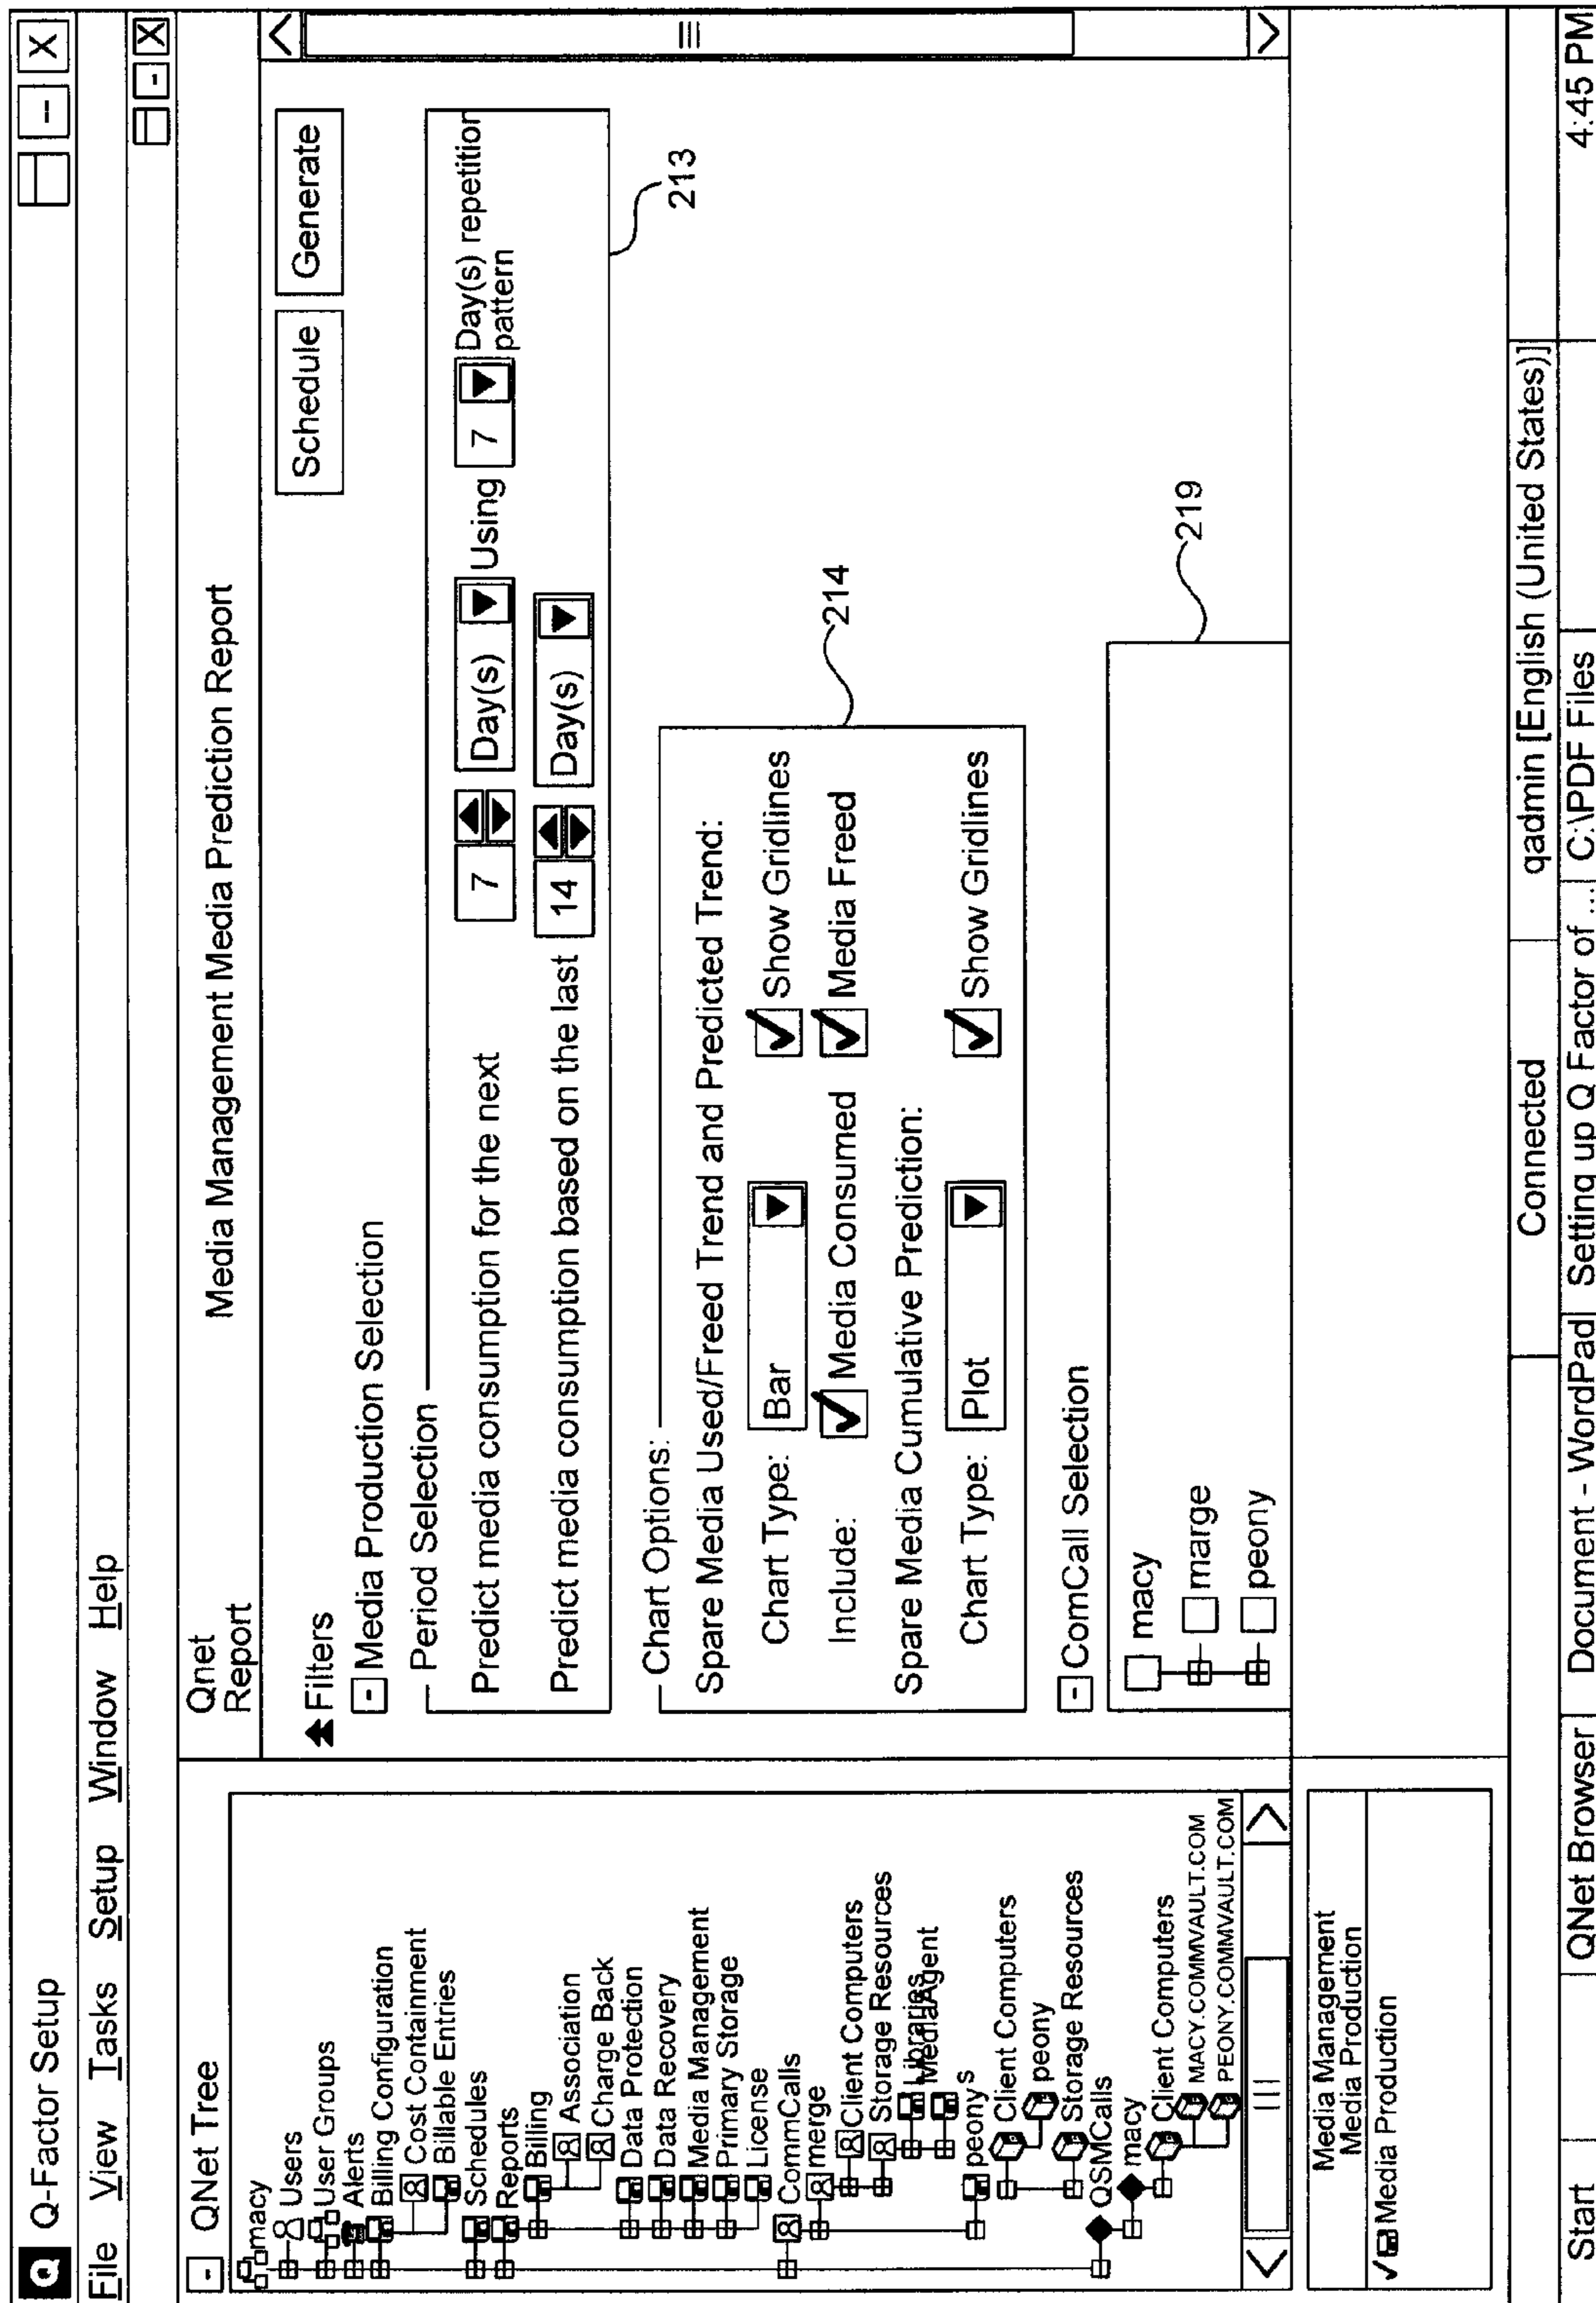 Q Q-Factor Setup
File View Tasks Setup Window Help
QNet Tree
macy
Users
User Groups
Alerts
Billing Configuration
Cost Containment
Billable Entries
Schedules
Reports
Billing
Association
Charge Back
Data Protection
Data Recovery
Media Management
Primary Storage
License
CommCalls
merge
Client Computers
Storage Resources
Libraries
MediaAgent
peony s
Client Computers
peony
Storage Resources
QSMCalls
macy
Client Computers
MACY.COMMVAULT.COM
PEONY.COMMVAULT.COM
Media Management
Media Production
Media Production
Qnet
Report
Media Management Media Prediction Report
Schedule Generate
Filters
Media Production Selection
Period Selection
Predict media consumption for the next 7 Day(s) Using 7 Day(s) repetition
pattern
Predict media consumption based on the last 14 Day(s)
213
Chart Options:
Spare Media Used/Freed Trend and Predicted Trend:
Chart Type: Bar Show Gridlines
Include: Media Consumed Media Freed
Spare Media Cumulative Prediction:
Chart Type: Plot Show Gridlines
214
ComCall Selection
macy
marge
peony
219
Connected qadmin [English (United States)]
Start QNet Browser Document - WordPad Setting up Q Factor of ... C:\PDF Files 4:45 PM